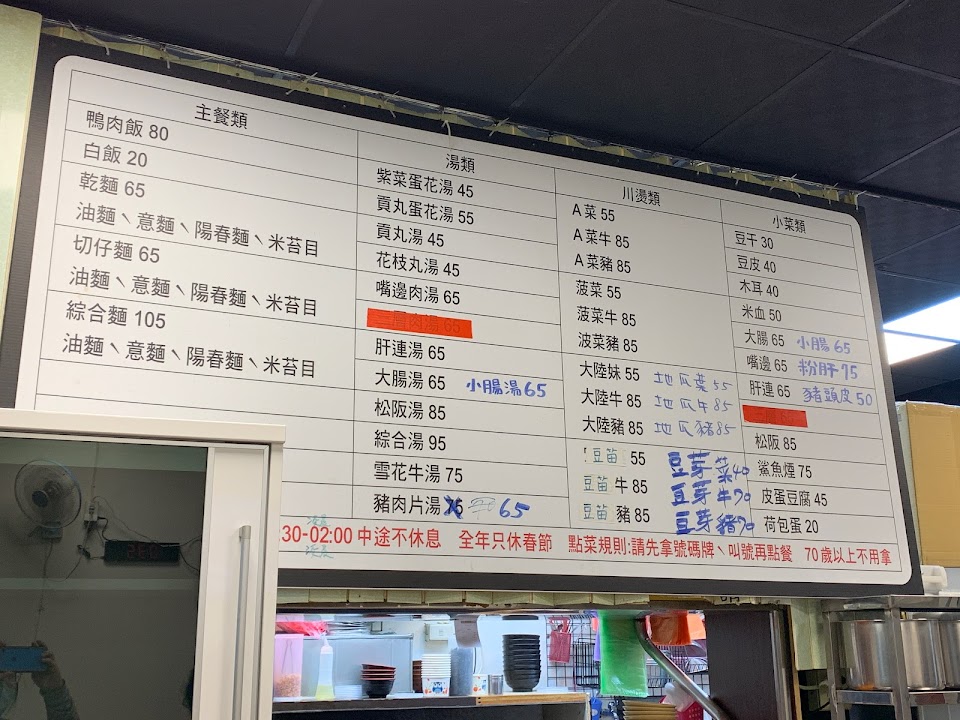 主餐類
鴨肉飯 80
白飯 20
乾麵 65
油麵、意麵、陽春麵、米苔目
切仔麵 65
油麵、意麵、陽春麵、米苔目
綜合麵 105
油麵、意麵、陽春麵、米苔目
湯類
紫菜蛋花湯 45
貢丸蛋花湯 55
貢丸湯 45
花枝丸湯 45
嘴邊肉湯 65
三層肉湯 65
肝連湯 65
大腸湯 65 小腸湯 65
松阪湯 85
綜合湯 95
雪花牛湯 75
豬肉片湯 75 65
川燙類
A菜 55
A菜牛 85
A菜豬 85
菠菜 55
菠菜牛 85
波菜豬 85
大陸妹 55 地瓜葉 55
大陸牛 85 地瓜牛 85
大陸豬 85 地瓜豬 85
豆苗 55 豆芽菜 40
豆苗 牛 85 豆芽牛 70
豆苗 豬 85 豆芽豬 70
小菜類
豆干 30
豆皮 40
木耳 40
米血 50
大腸 65 小腸 65
嘴邊 65 粉肝 75
肝連 65 豬頭皮 50
松阪 85
鯊魚煙 75
皮蛋豆腐 45
荷包蛋 20
:30-02:00 中途不休息 全年只休春節 點菜規則:請先拿號碼牌、叫號再點餐 70歲以上不用拿